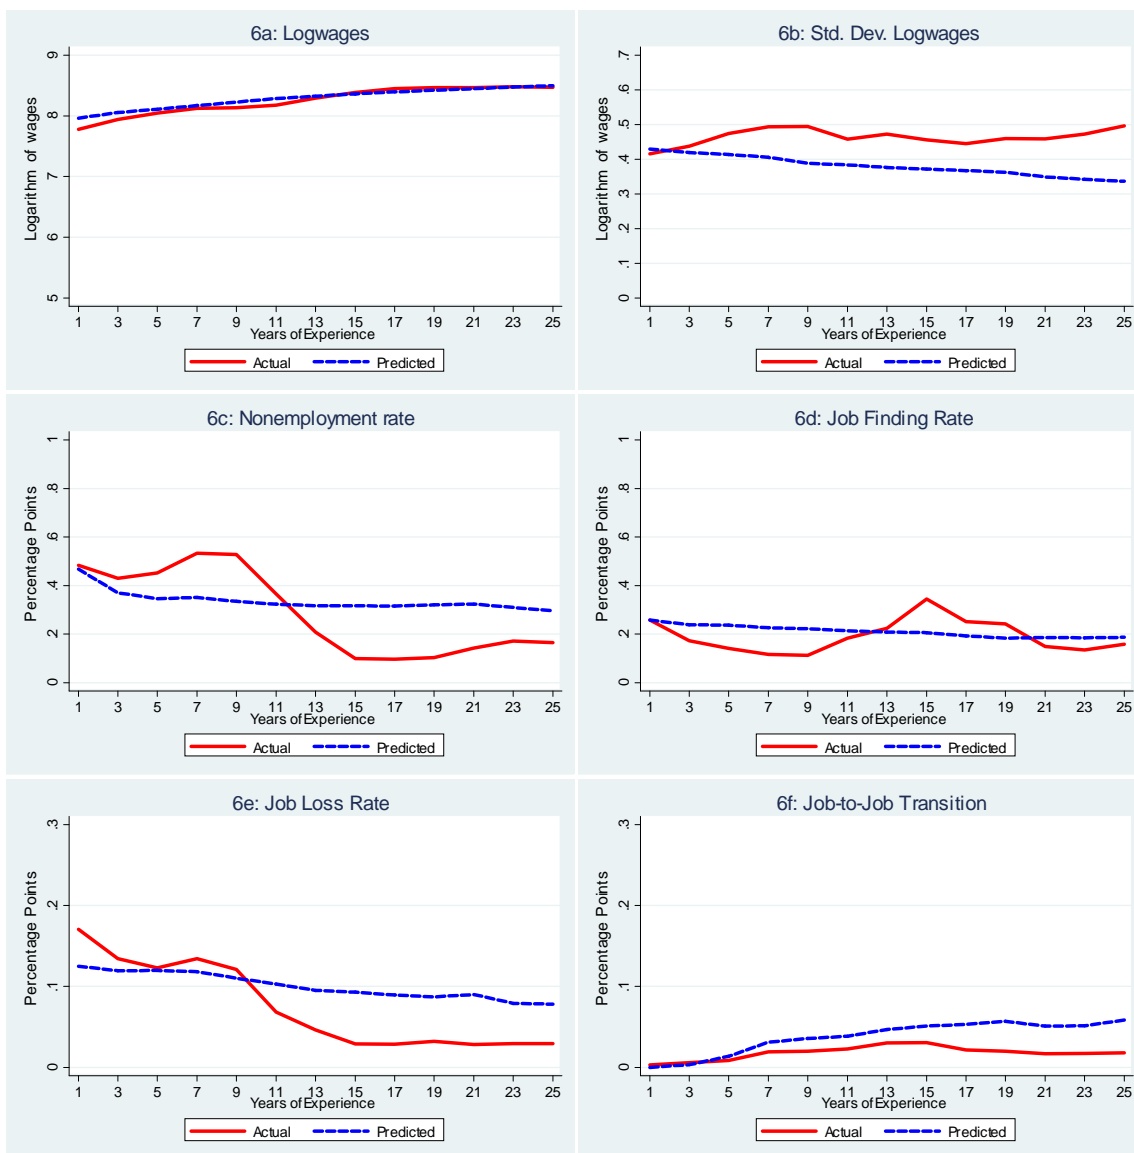 6a: Logwages
Logarithm of wages
9
8
7
6
5
1 3 5 7 9 11 13 15 17 19 21 23 25
Years of Experience
Actual Predicted
6b: Std. Dev. Logwages
Logarithm of wages
.7
.6
.5
.4
.3
.2
.1
0
1 3 5 7 9 11 13 15 17 19 21 23 25
Years of Experience
Actual Predicted
6c: Nonemployment rate
Percentage Points
1
.8
.6
.4
.2
0
1 3 5 7 9 11 13 15 17 19 21 23 25
Years of Experience
Actual Predicted
6d: Job Finding Rate
Percentage Points
1
.8
.6
.4
.2
0
1 3 5 7 9 11 13 15 17 19 21 23 25
Years of Experience
Actual Predicted
6e: Job Loss Rate
Percentage Points
.3
.2
.1
0
1 3 5 7 9 11 13 15 17 19 21 23 25
Years of Experience
Actual Predicted
6f: Job-to-Job Transition
Percentage Points
.3
.2
.1
0
1 3 5 7 9 11 13 15 17 19 21 23 25
Years of Experience
Actual Predicted